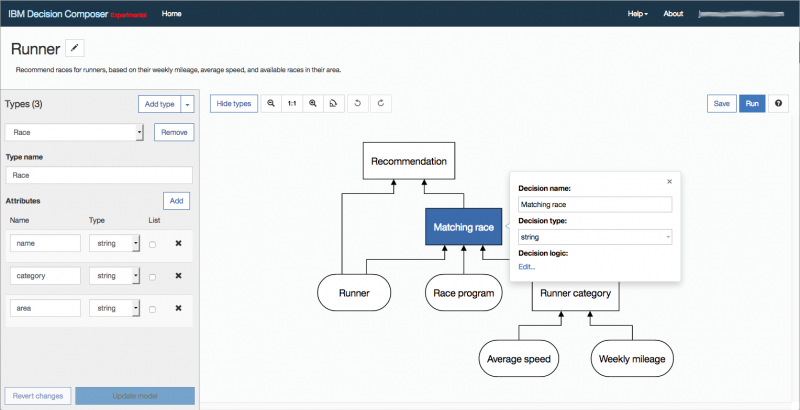 IBM Decision Composer Experimental Home Help About
Runner
Recommend races for runners, based on their weekly mileage, average speed, and available races in their area.
Types (3) Add type
Hide types 1:1 Save Run ?
Race Remove
Type name
Race
Attributes Add
Name Type List
name string
category string
area string
Revert changes Update model
Recommendation
Matching race
Runner Race program Runner category
Average speed Weekly mileage
×
Decision name:
Matching race
Decision type:
string
Decision logic:
Edit...